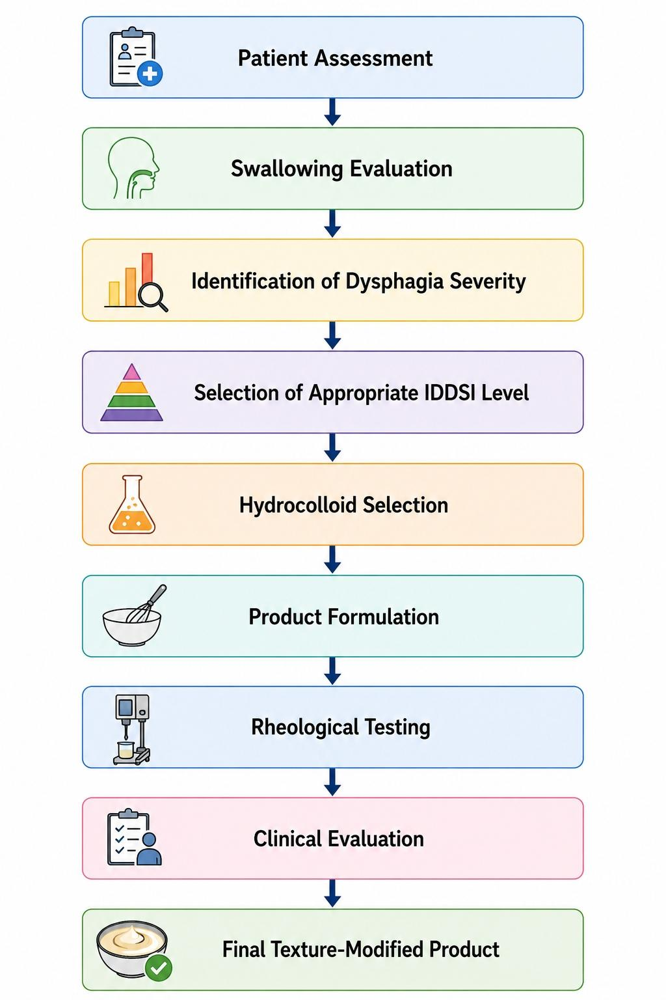 Patient Assessment
Swallowing Evaluation
Identification of Dysphagia Severity
Selection of Appropriate IDDSI Level
Hydrocolloid Selection
Product Formulation
Rheological Testing
Clinical Evaluation
Final Texture-Modified Product